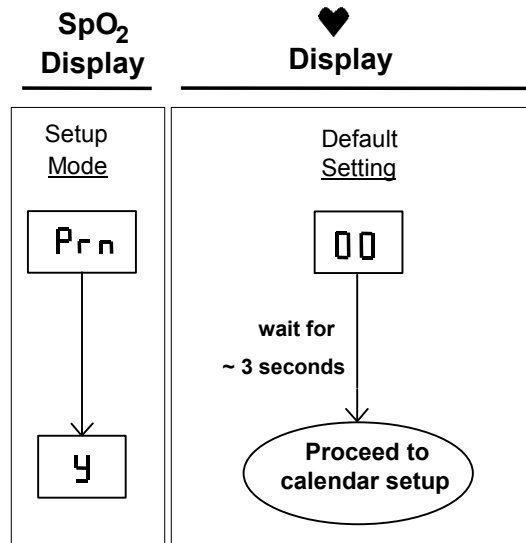 SpO2
Display
♥
Display
Setup
Mode
Default
Setting
Prn
00
wait for
~ 3 seconds
y
Proceed to
calendar setup